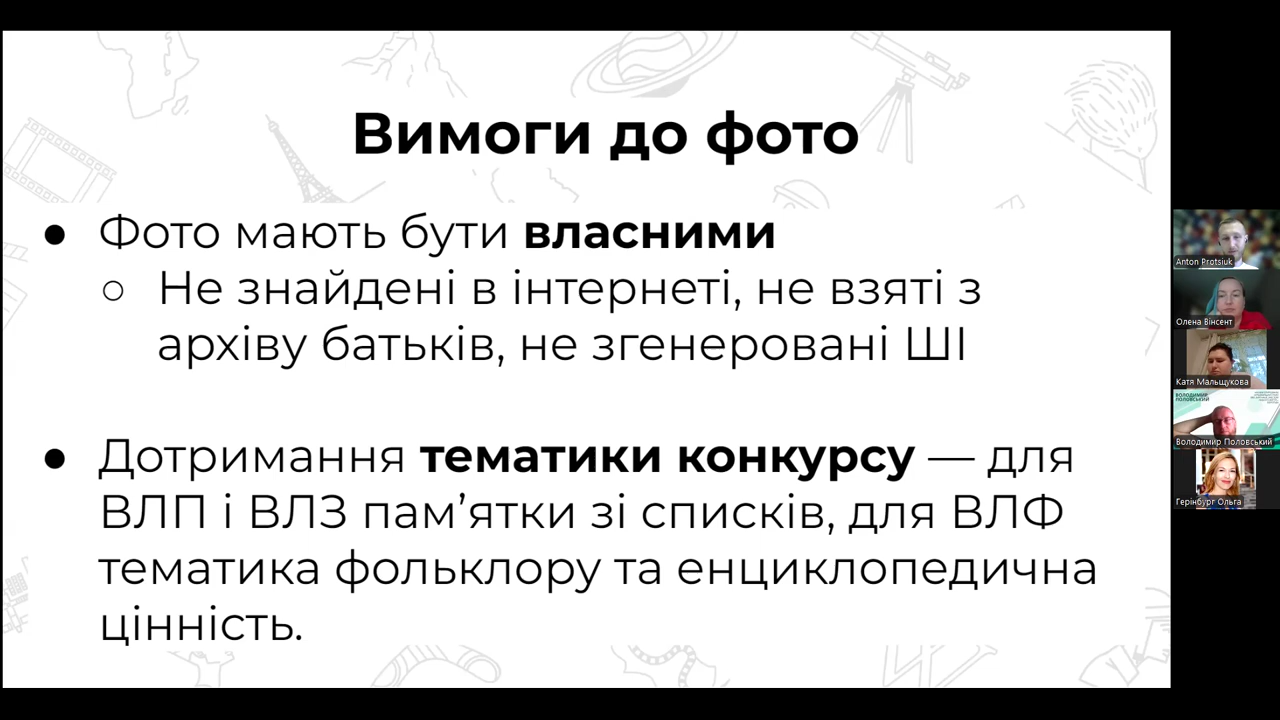 Вимоги до фото
● Фото мають бути власними
○ Не знайдені в інтернеті, не взяті з
архіву батьків, не згенеровані ШІ
● Дотримання тематики конкурсу — для
ВЛП і ВЛЗ пам’ятки зі списків, для ВЛФ
тематика фольклору та енциклопедична
цінність.
Anton Protsiuk
Олена Вінсент
Катя Мальщукова
ВОЛОДИМИР
ПОЛОВСЬКИЙ
Володимир Половський
Герінбург Ольга